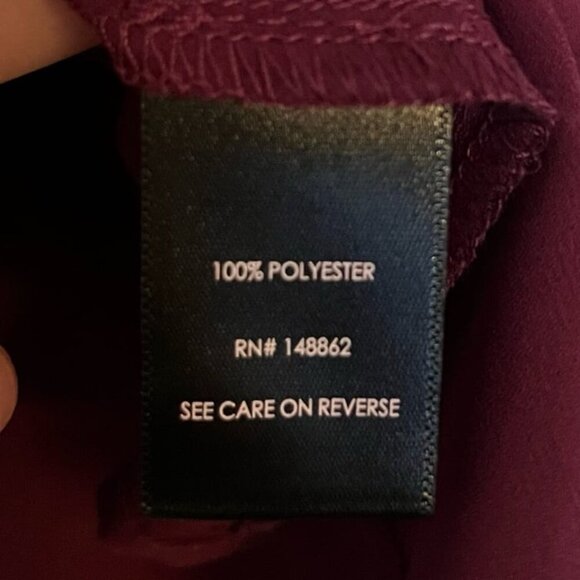 100% POLYESTER
RN# 148862
SEE CARE ON REVERSE